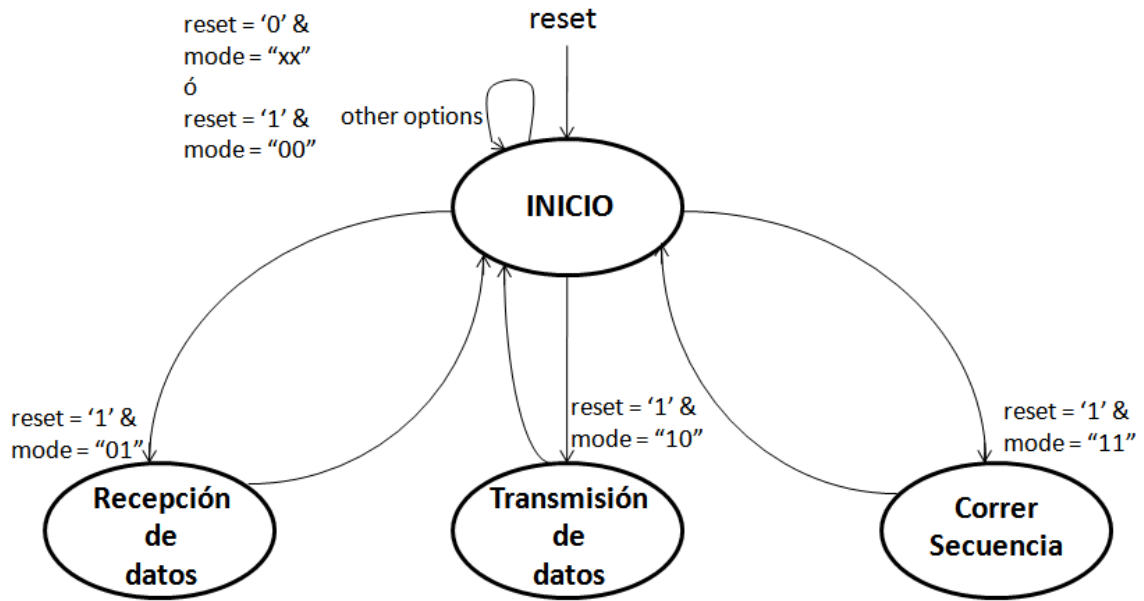 reset = ‘0’ &
mode = “xx”
ó
reset = ‘1’ &
mode = “00”
reset
other options
INICIO
reset = ‘1’ &
mode = “01”
reset = ‘1’ &
mode = “10”
reset = ‘1’ &
mode = “11”
Recepción
de
datos
Transmisión
de
datos
Correr
Secuencia